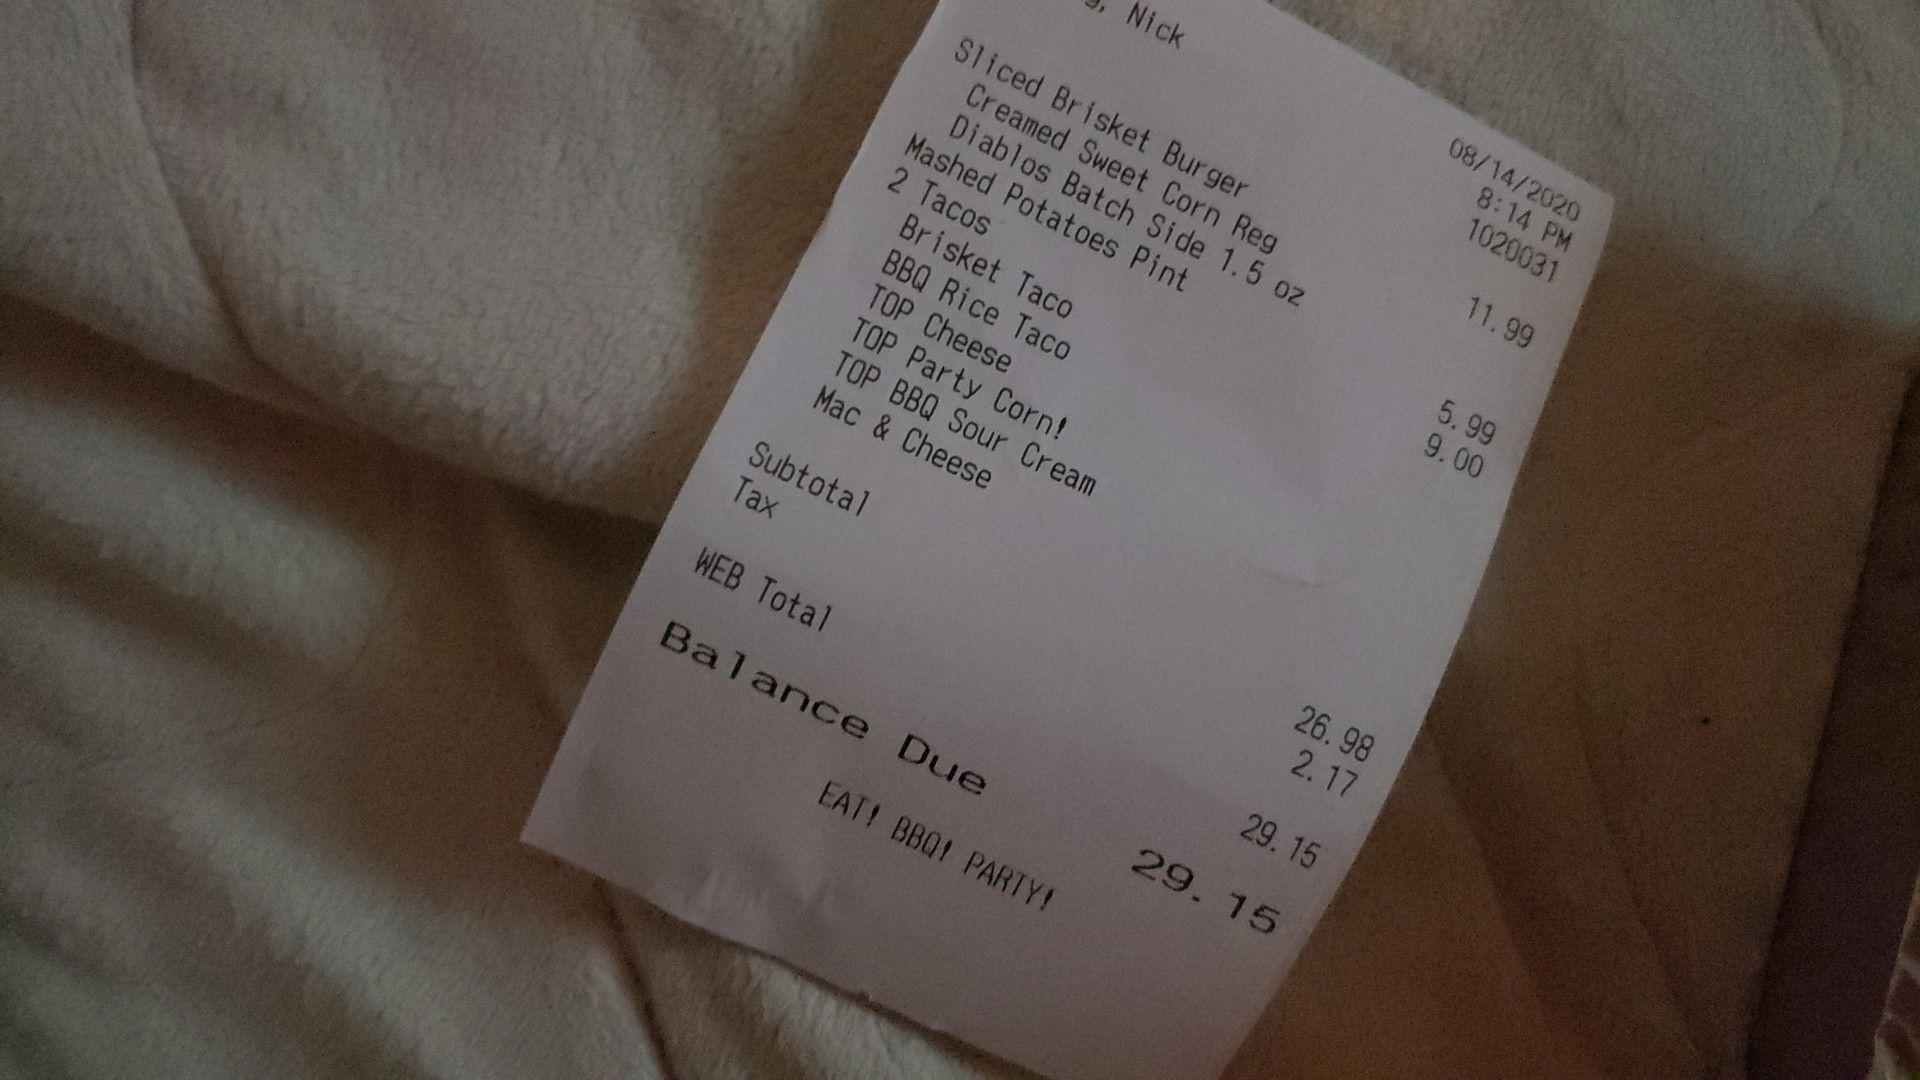 Nick
08/14/2020
8:14 PM
1020031
Sliced Brisket Burger 11.99
Creamed Sweet Corn Reg
Diablos Batch Side 1.5 oz
Mashed Potatoes Pint 5.99
2 Tacos 9.00
Brisket Taco
BBQ Rice Taco
TOP Cheese
TOP Party Corn!
TOP BBQ Sour Cream
Mac & Cheese
Subtotal 26.98
Tax 2.17
WEB Total 29.15
Balance Due 29.15
EAT! BBQ! PARTY!